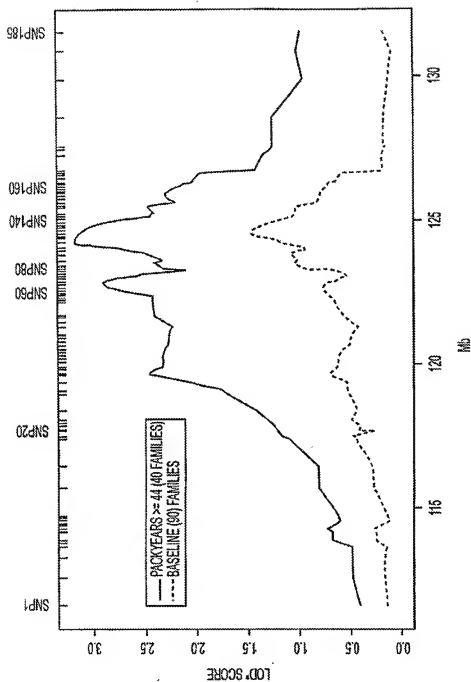 SNP1
SNP20
SNP60
SNP80
SNP140
SNP160
SNP185
3.0
2.5
2.0
1.5
1.0
0.5
0.0
LOD* SCORE
PACKYEARS >= 44 (40 FAMILIES)
BASELINE (90) FAMILIES
115
120
125
130
Mb